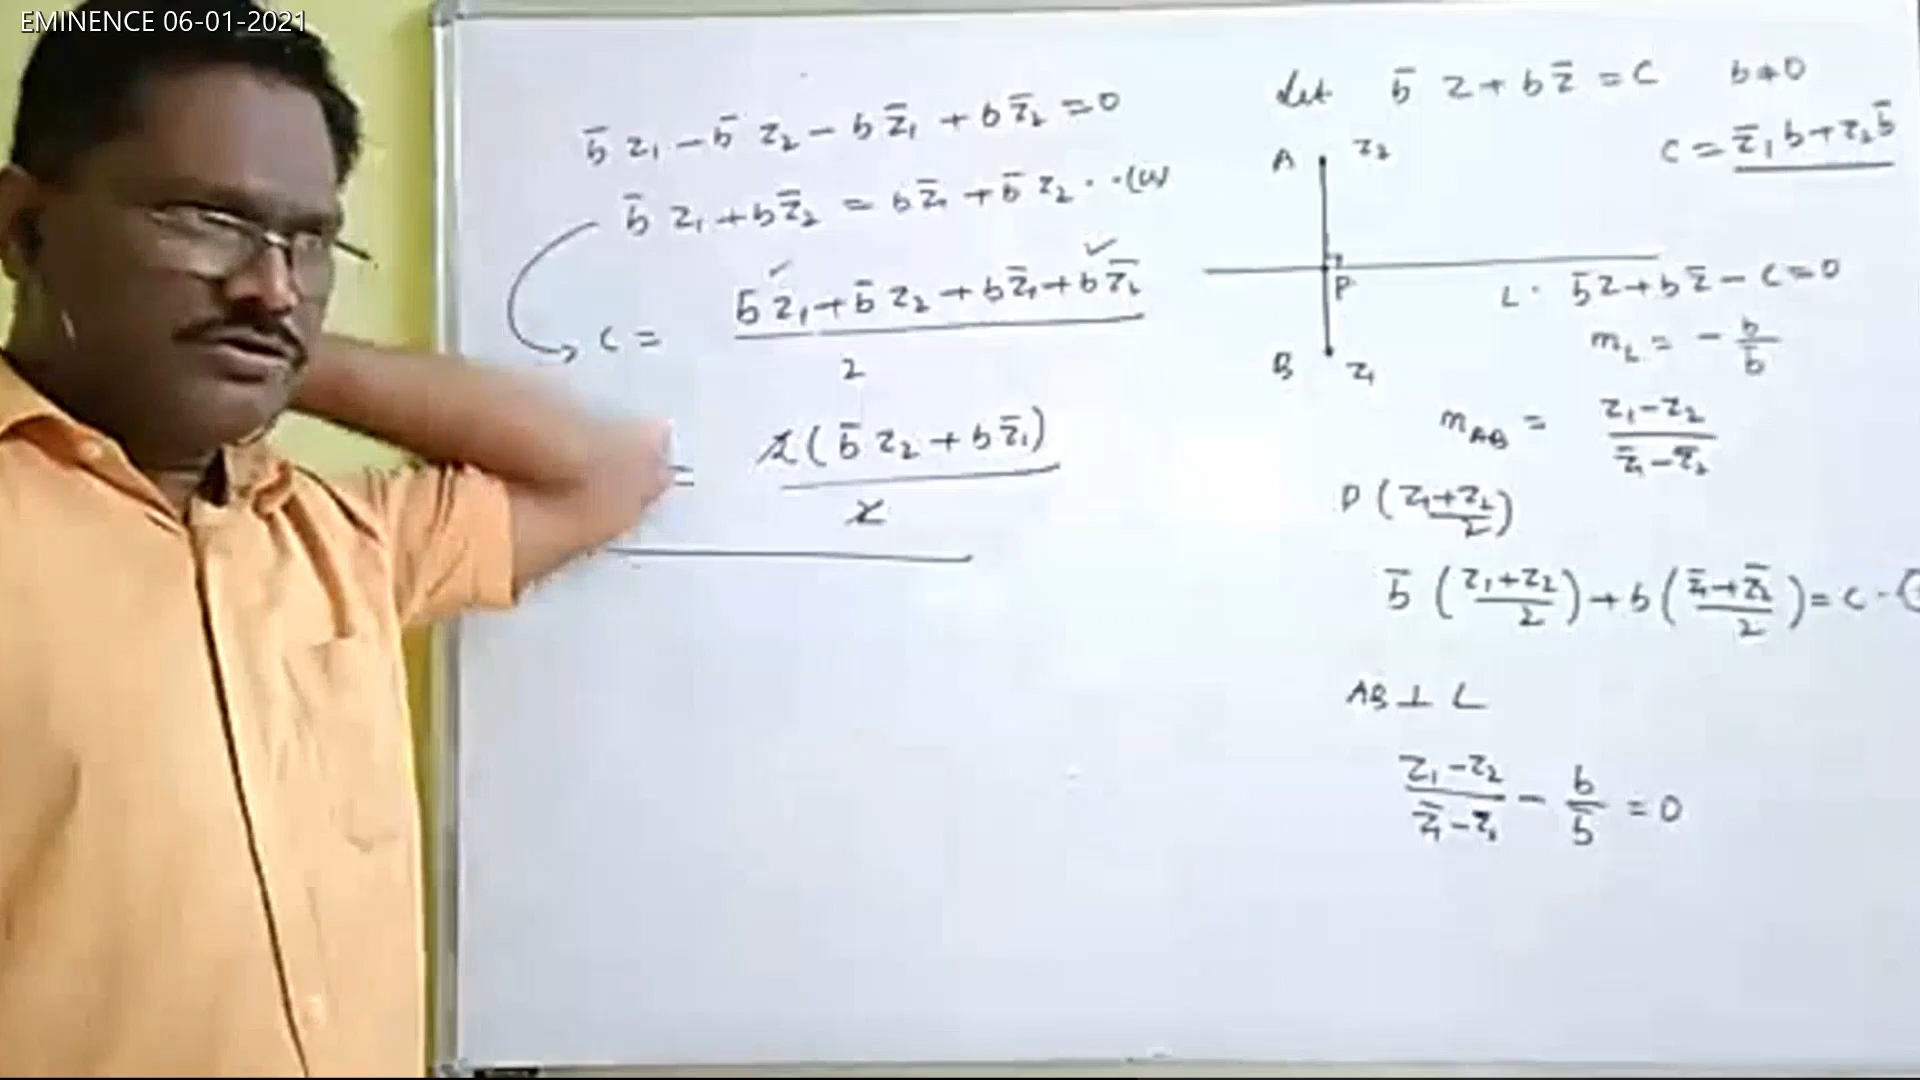 EMINENCE 06-01-2021
b̄ z₁ - b̄ z₂ - b z̄₁ + b z̄₂ = 0
b̄ z₁ + b z̄₂ = b z̄₁ + b̄ z₂ . .(ii)
c = (b̄ z₁ + b̄ z₂ + b z̄₁ + b z̄₂) / 2
= 2(b̄ z₂ + b z̄₁) / 2
Let b̄ z + b z̄ = c b ≠ 0
c = z̄₁ b + z₂ b̄
A z₂
P
L : b̄z + b z̄ - c = 0
B z₁
m_L = - b / b̄
m_AB = (z₁ - z₂) / (z̄₁ - z̄₂)
P ((z₁ + z₂) / 2)
b̄ ((z₁ + z₂) / 2) + b ((z̄₁ + z̄₂) / 2) = c .
AB ⊥ L
(z₁ - z₂) / (z̄₁ - z̄₂) - b / b̄ = 0